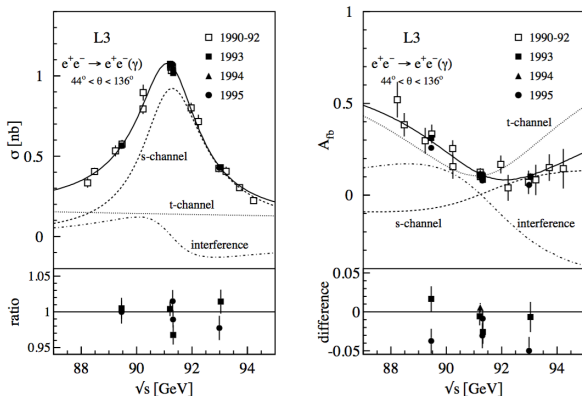 L3
e⁺e⁻ → e⁺e⁻(γ)
44° < θ < 136°
1990-92
1993
1994
1995
σ [nb]
1
0.5
0
s-channel
t-channel
interference
ratio
1.05
1
0.95
88
90
92
94
√s [GeV]
L3
e⁺e⁻ → e⁺e⁻(γ)
44° < θ < 136°
1990-92
1993
1994
1995
A_fb
1
0.5
0
t-channel
s-channel
interference
difference
0.05
0
-0.05
88
90
92
94
√s [GeV]